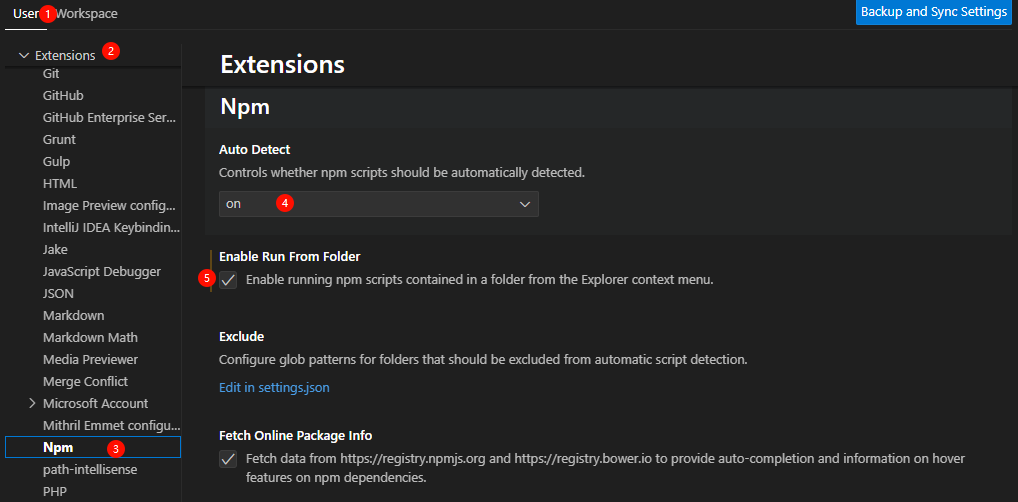 User 1 Workspace
Backup and Sync Settings
Extensions 2
Git
GitHub
GitHub Enterprise Ser...
Grunt
Gulp
HTML
Image Preview config...
IntelliJ IDEA Keybindin...
Jake
JavaScript Debugger
JSON
Markdown
Markdown Math
Media Previewer
Merge Conflict
Microsoft Account
Mithril Emmet configu...
Npm 3
path-intellisense
PHP
Extensions
Npm
Auto Detect
Controls whether npm scripts should be automatically detected.
on 4
Enable Run From Folder
5 Enable running npm scripts contained in a folder from the Explorer context menu.
Exclude
Configure glob patterns for folders that should be excluded from automatic script detection.
Edit in settings.json
Fetch Online Package Info
Fetch data from https://registry.npmjs.org and https://registry.bower.io to provide auto-completion and information on hover
features on npm dependencies.